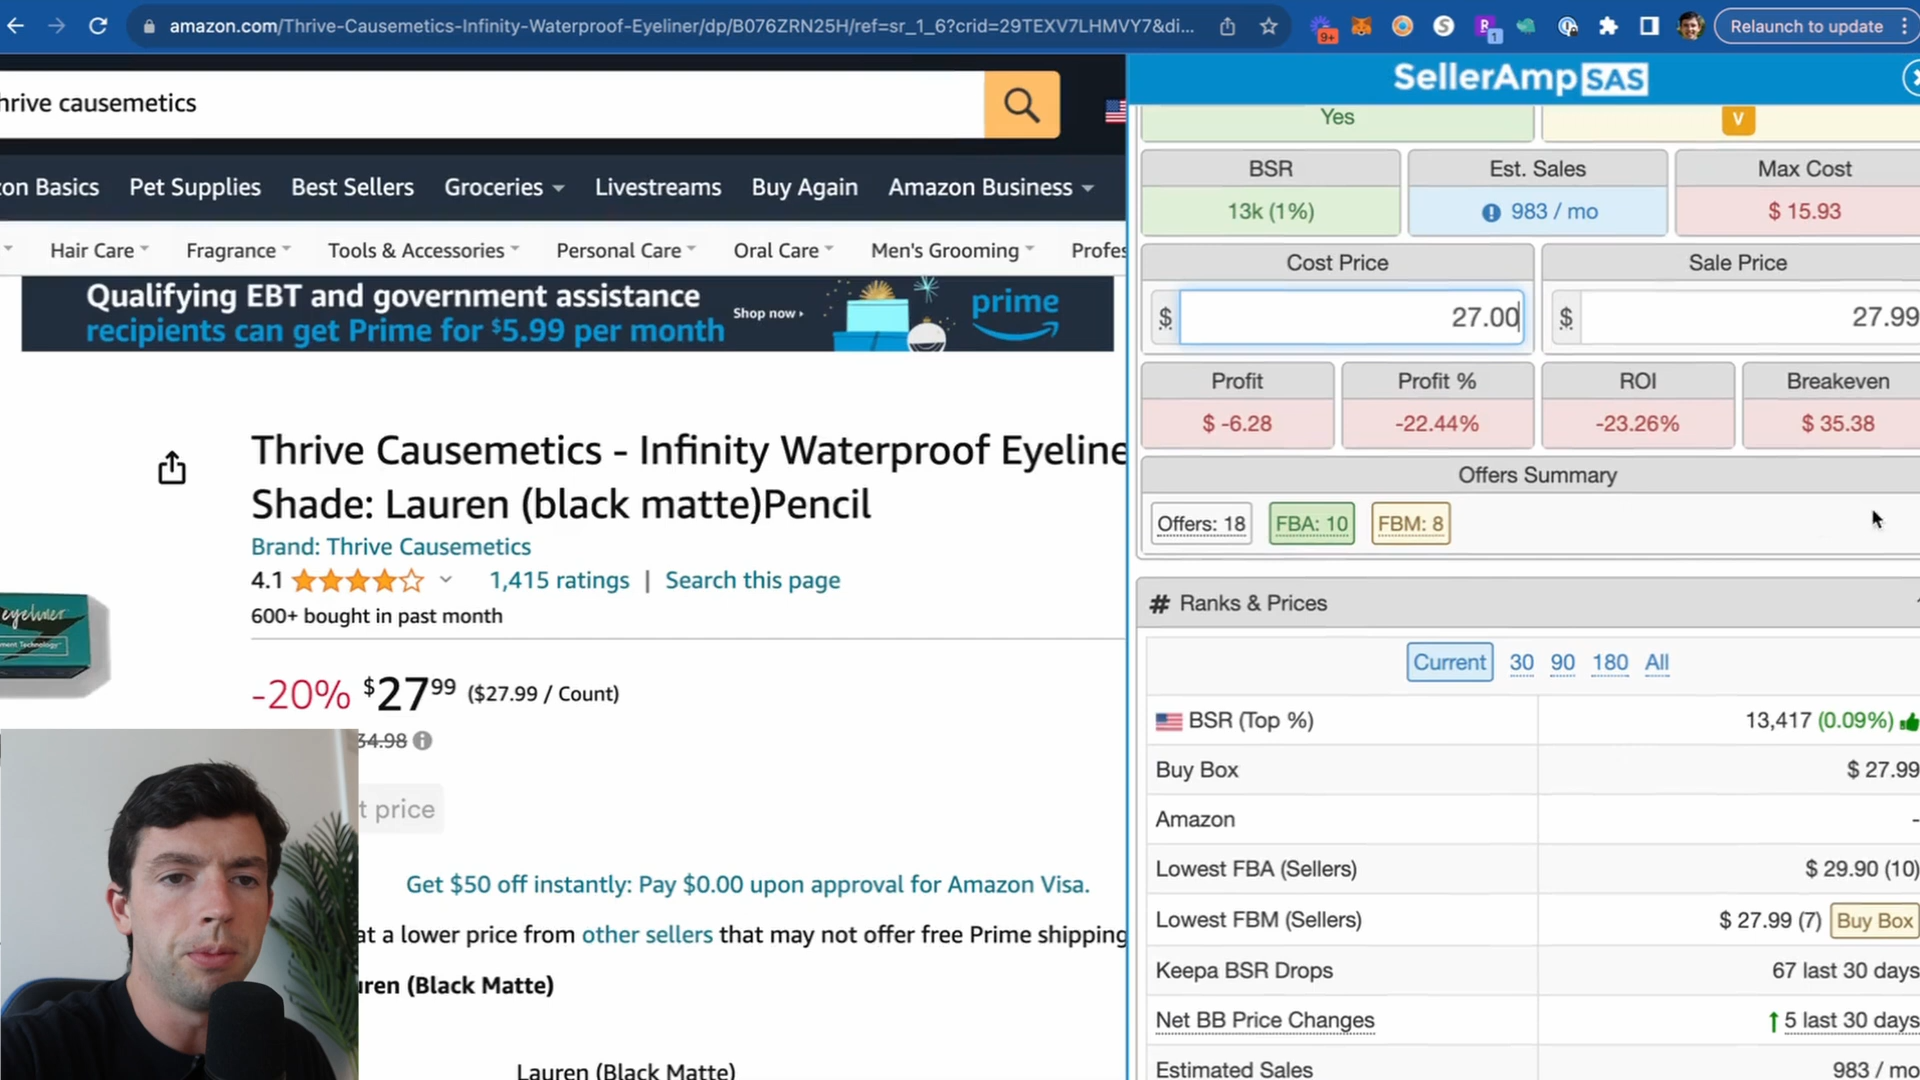 amazon.com/Thrive-Causemetics-Infinity-Waterproof-Eyeliner/dp/B076ZRN25H/ref=sr_1_6?crid=29TEXV7LHMVY7&di...
9+
S
1
Relaunch to update
hrive causemetics
on Basics
Pet Supplies
Best Sellers
Groceries
Livestreams
Buy Again
Amazon Business
Hair Care
Fragrance
Tools & Accessories
Personal Care
Oral Care
Men's Grooming
Profes
Qualifying EBT and government assistance
recipients can get Prime for $5.99 per month
Shop now
prime
Thrive Causemetics - Infinity Waterproof Eyeline
Shade: Lauren (black matte)Pencil
Brand: Thrive Causemetics
4.1
1,415 ratings
|
Search this page
600+ bought in past month
eyeliner
-20% $27 99 ($27.99 / Count)
34.98
t price
Get $50 off instantly: Pay $0.00 upon approval for Amazon Visa.
at a lower price from other sellers that may not offer free Prime shipping
uren (Black Matte)
Lauren (Black Matte)
SellerAmp SAS
Yes
V
BSR
Est. Sales
Max Cost
13k (1%)
983 / mo
$ 15.93
Cost Price
Sale Price
$ 27.00
$ 27.99
Profit
Profit %
ROI
Breakeven
$ -6.28
-22.44%
-23.26%
$ 35.38
Offers Summary
Offers: 18
FBA: 10
FBM: 8
# Ranks & Prices
Current
30
90
180
All
BSR (Top %)
13,417 (0.09%)
Buy Box
$ 27.99
Amazon
-
Lowest FBA (Sellers)
$ 29.90 (10)
Lowest FBM (Sellers)
$ 27.99 (7)
Buy Box
Keepa BSR Drops
67 last 30 days
Net BB Price Changes
5 last 30 days
Estimated Sales
983 / mo